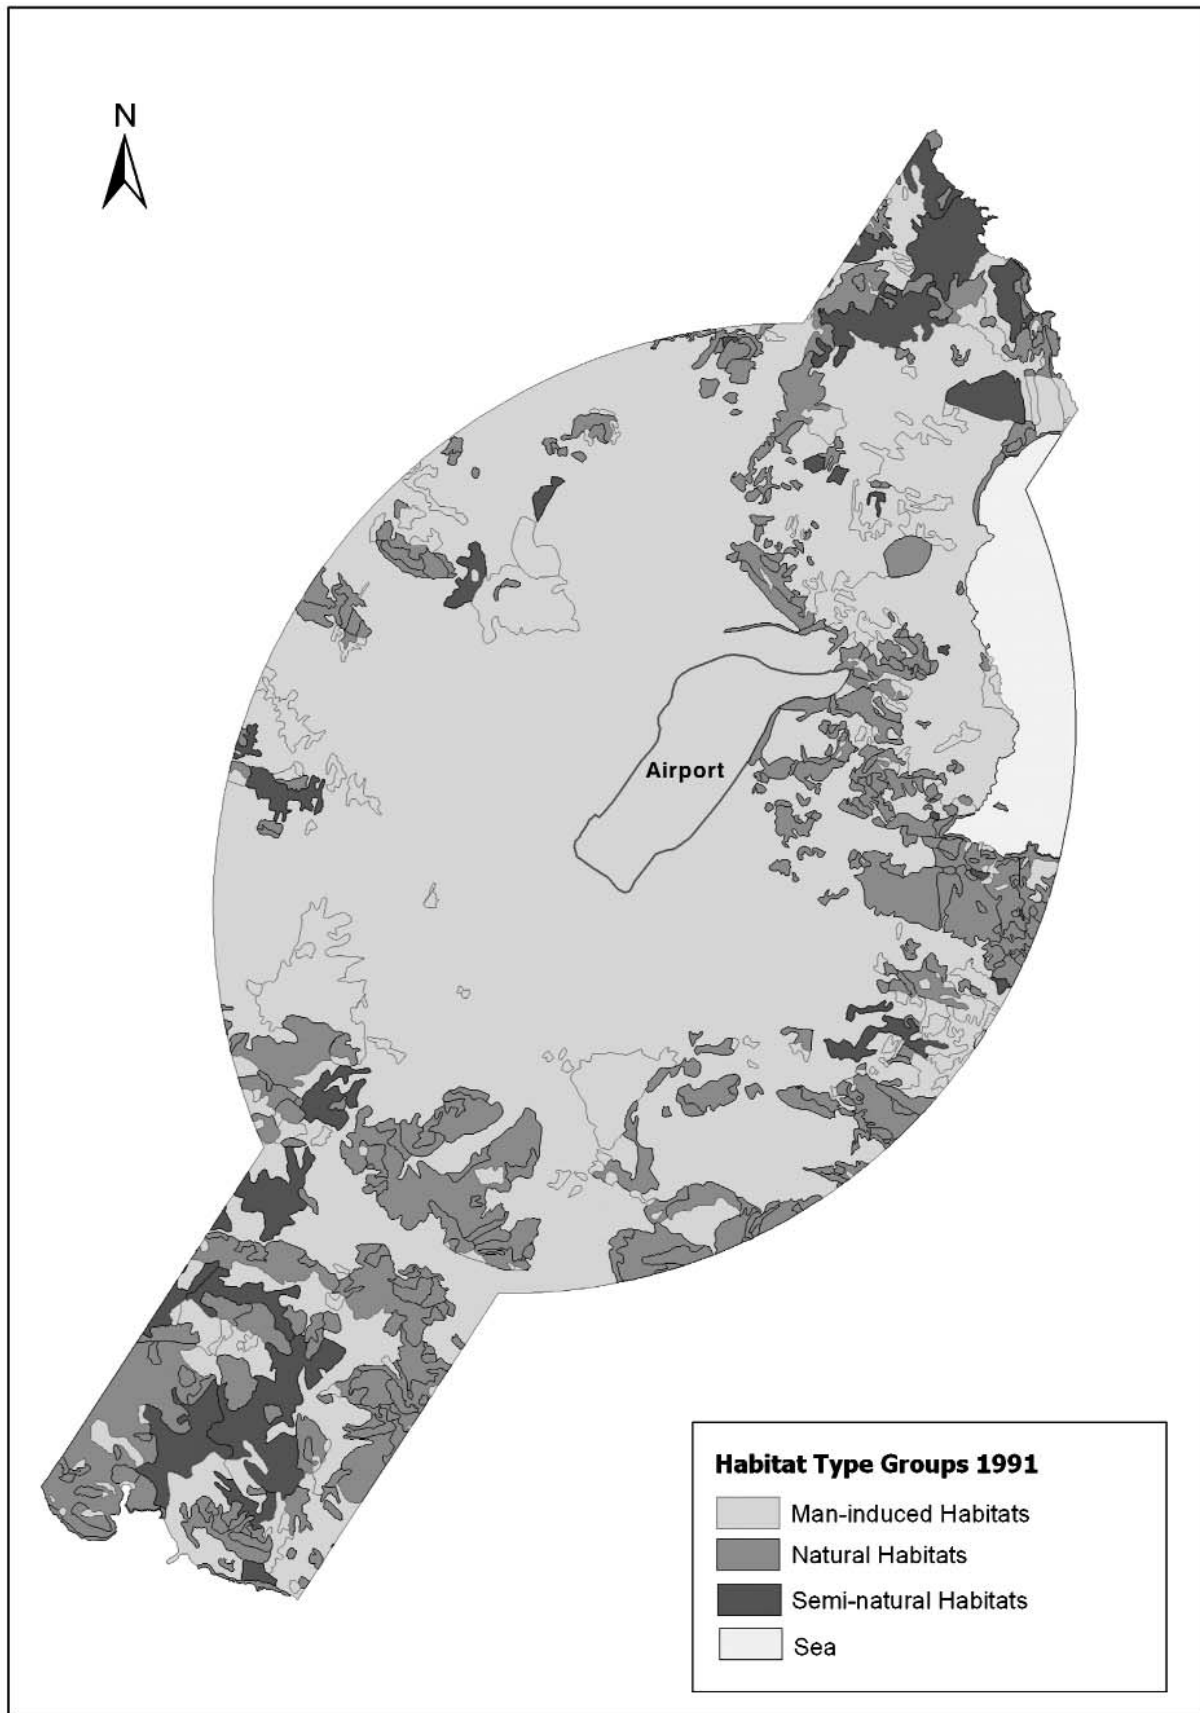 N
Airport
Habitat Type Groups 1991
Man-induced Habitats
Natural Habitats
Semi-natural Habitats
Sea